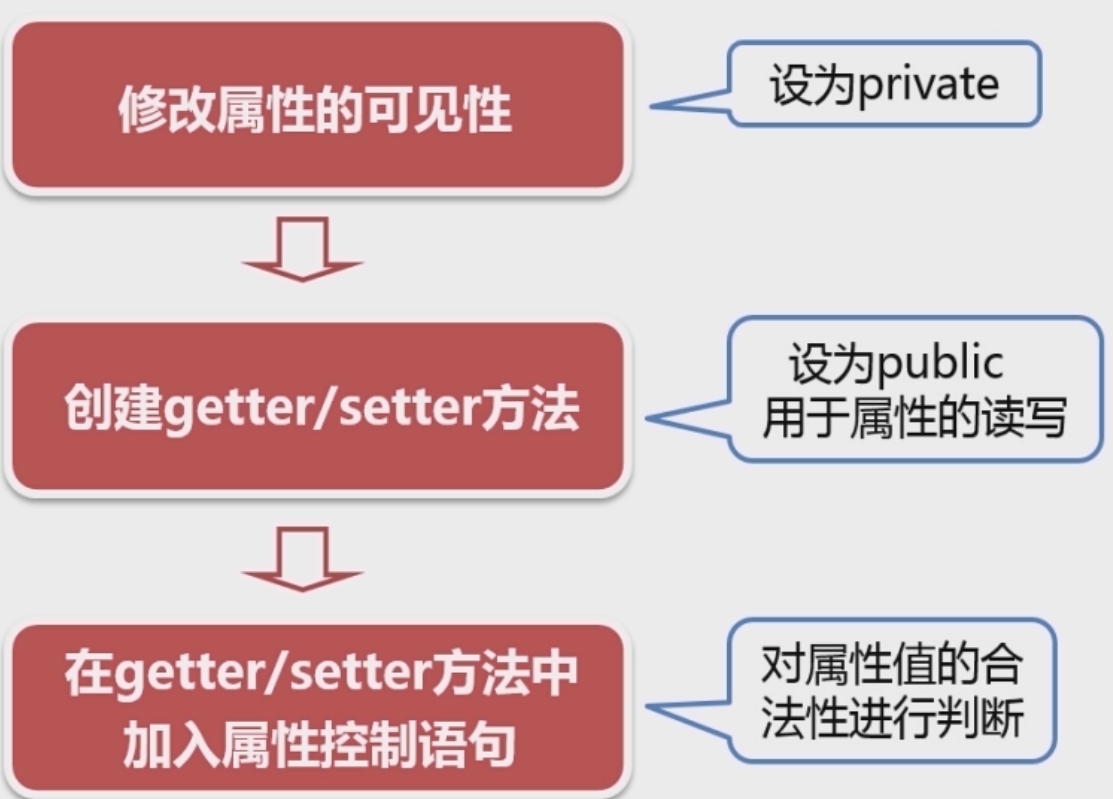 修改属性的可见性
设为private
创建getter/setter方法
设为public
用于属性的读写
在getter/setter方法中
加入属性控制语句
对属性值的合
法性进行判断